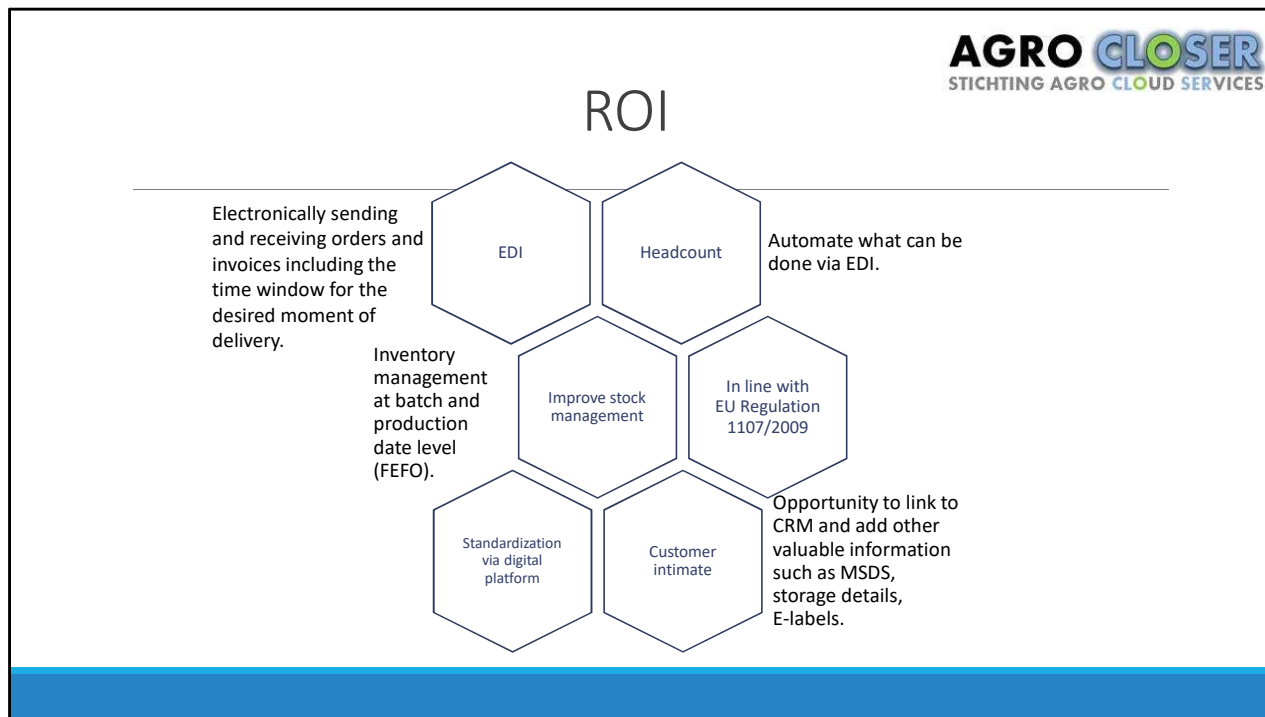 AGRO CLOSER
STICHTING AGRO CLOUD SERVICES
ROI
Electronically sending
and receiving orders and
invoices including the
time window for the
desired moment of
delivery.
EDI
Headcount
Automate what can be
done via EDI.
Inventory
management
at batch and
production
date level
(FEFO).
Improve stock
management
In line with
EU Regulation
1107/2009
Standardization
via digital
platform
Customer
intimate
Opportunity to link to
CRM and add other
valuable information
such as MSDS,
storage details,
E-labels.